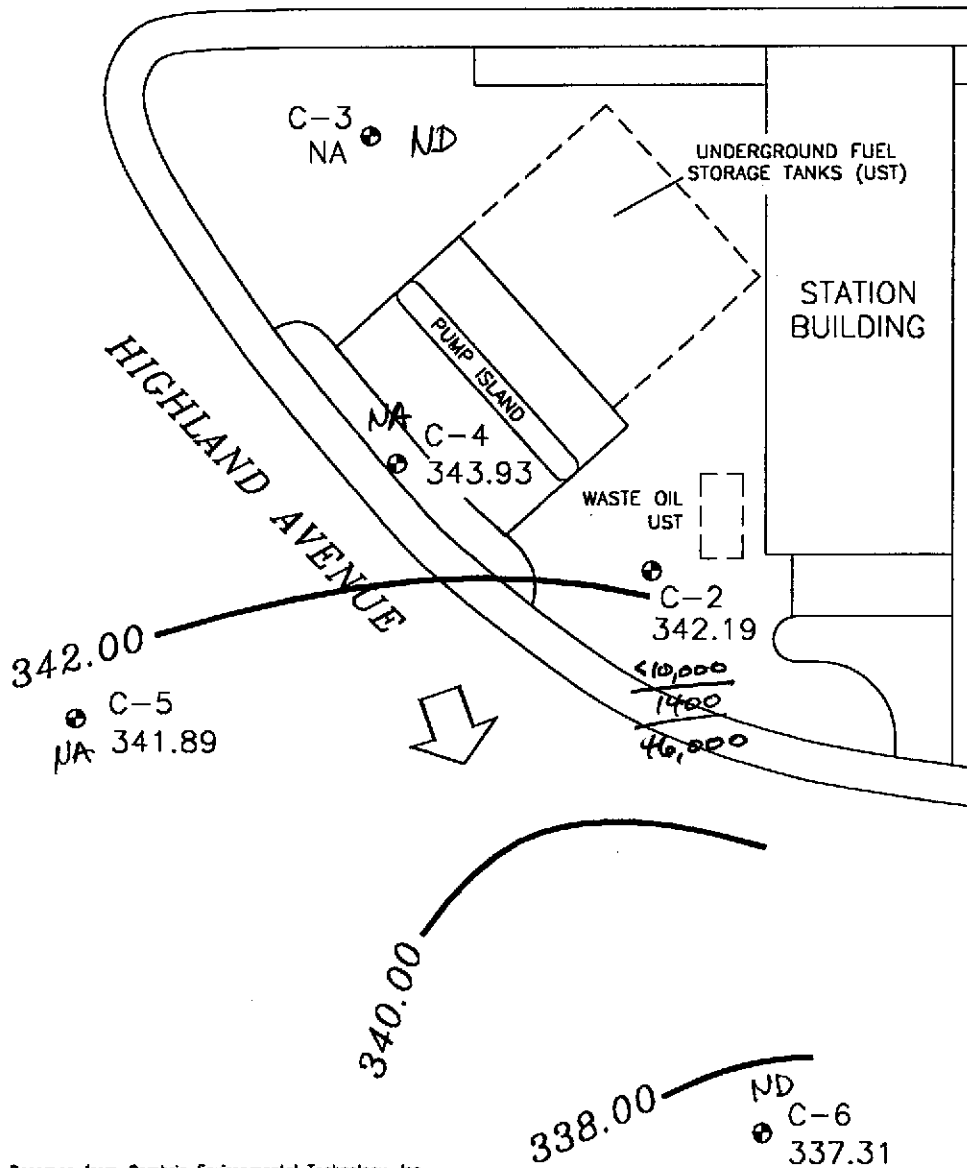 C-3
NA
ND
UNDERGROUND FUEL
STORAGE TANKS (UST)
STATION
BUILDING
PUMP ISLAND
HIGHLAND AVENUE
NA
C-4
343.93
WASTE OIL
UST
C-2
342.19
<10,000
1400
46,000
342.00
C-5
NA 341.89
340.00
338.00
ND
C-6
337.31